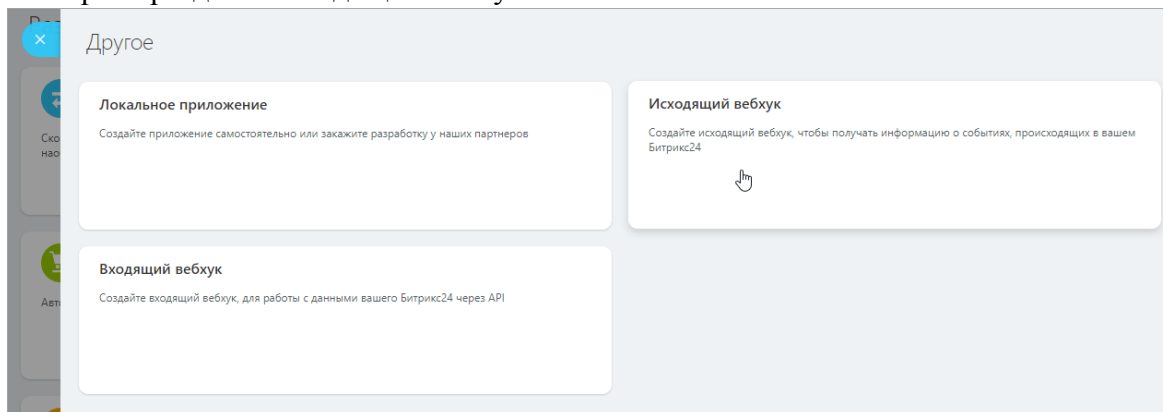 Другое
Локальное приложение
Создайте приложение самостоятельно или закажите разработку у наших партнеров
Исходящий вебхук
Создайте исходящий вебхук, чтобы получать информацию о событиях, происходящих в вашем
Битрикс24
Входящий вебхук
Создайте входящий вебхук, для работы с данными вашего Битрикс24 через API